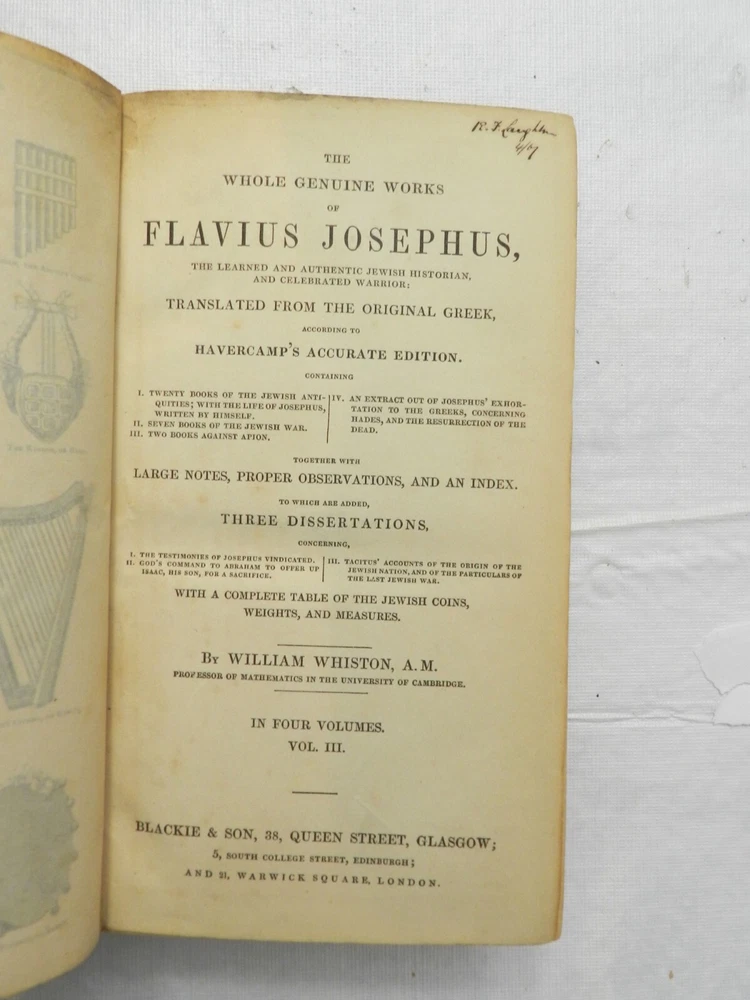 R. F.
THE
WHOLE GENUINE WORKS
OF
FLAVIUS JOSEPHUS,
THE LEARNED AND AUTHENTIC JEWISH HISTORIAN,
AND CELEBRATED WARRIOR:
TRANSLATED FROM THE ORIGINAL GREEK,
ACCORDING TO
HAVERCAMP'S ACCURATE EDITION.
CONTAINING
I. TWENTY BOOKS OF THE JEWISH ANTI-
QUITIES; WITH THE LIFE OF JOSEPHUS,
WRITTEN BY HIMSELF.
II. SEVEN BOOKS OF THE JEWISH WAR.
III. TWO BOOKS AGAINST APION.
IV. AN EXTRACT OUT OF JOSEPHUS' EXHOR-
TATION TO THE GREEKS, CONCERNING
HADES, AND THE RESURRECTION OF THE
DEAD.
TOGETHER WITH
LARGE NOTES, PROPER OBSERVATIONS, AND AN INDEX.
TO WHICH ARE ADDED,
THREE DISSERTATIONS,
CONCERNING,
I. THE TESTIMONIES OF JOSEPHUS VINDICATED.
II. GOD'S COMMAND TO ABRAHAM TO OFFER UP
ISAAC, HIS SON, FOR A SACRIFICE.
III. TACITUS' ACCOUNTS OF THE ORIGIN OF THE
JEWISH NATION, AND OF THE PARTICULARS OF
THE LAST JEWISH WAR.
WITH A COMPLETE TABLE OF THE JEWISH COINS,
WEIGHTS, AND MEASURES.
BY WILLIAM WHISTON, A.M.
PROFESSOR OF MATHEMATICS IN THE UNIVERSITY OF CAMBRIDGE.
IN FOUR VOLUMES.
VOL. III.
BLACKIE & SON, 38, QUEEN STREET, GLASGOW;
5, SOUTH COLLEGE STREET, EDINBURGH;
AND 21, WARWICK SQUARE, LONDON.